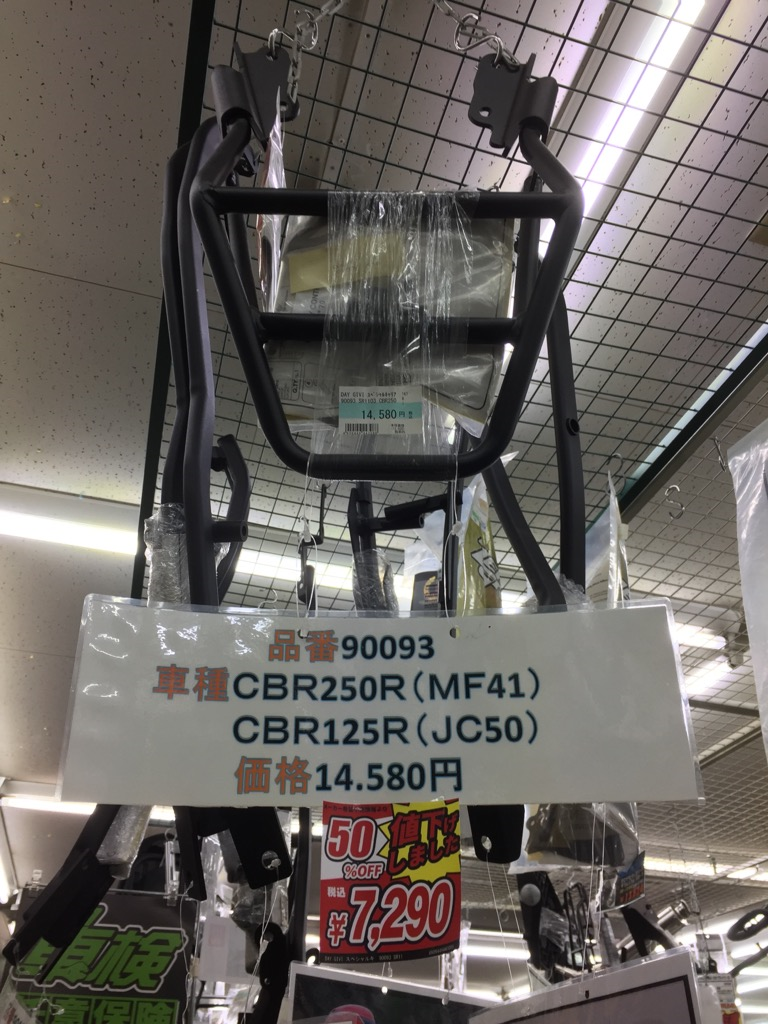 14,580円
品番90093
車種CBR250R(MF41)
CBR125R(JC50)
価格14.580円
50%OFF
値下げしました
税込
¥7,290
車検